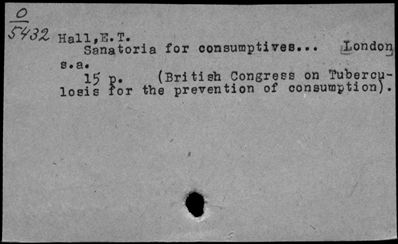 O
5432 Hall,E.T.
Sanatoria for consumptives... London
s.a.
15 p. (British Congress on Tubercu-
losis for the prevention of consumption).